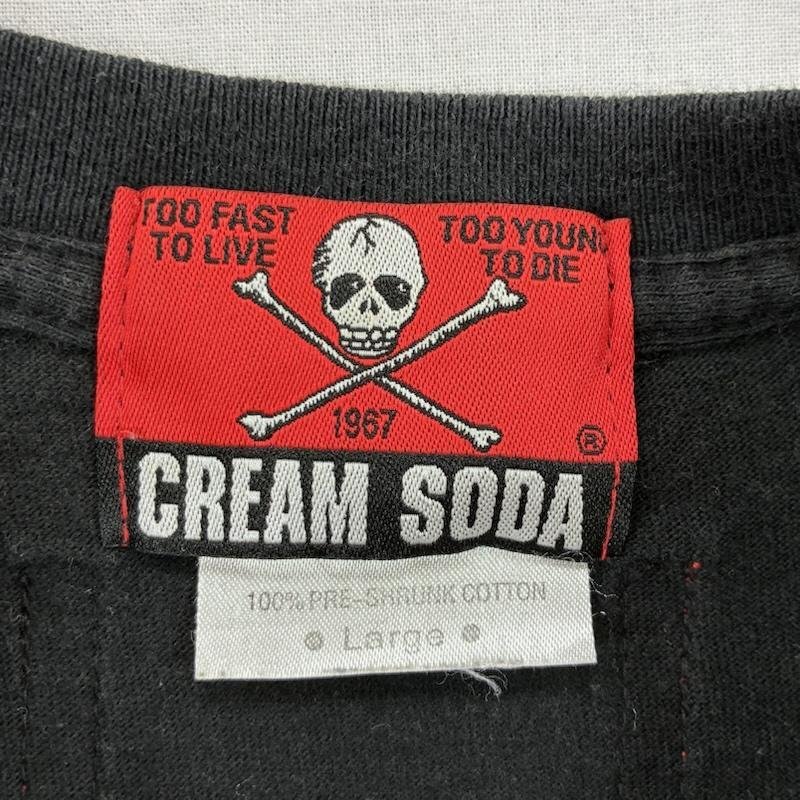 TOO FAST
TO LIVE
TOO YOUNG
TO DIE
1967
®
CREAM SODA
100% PRE-SHRUNK COTTON
Large